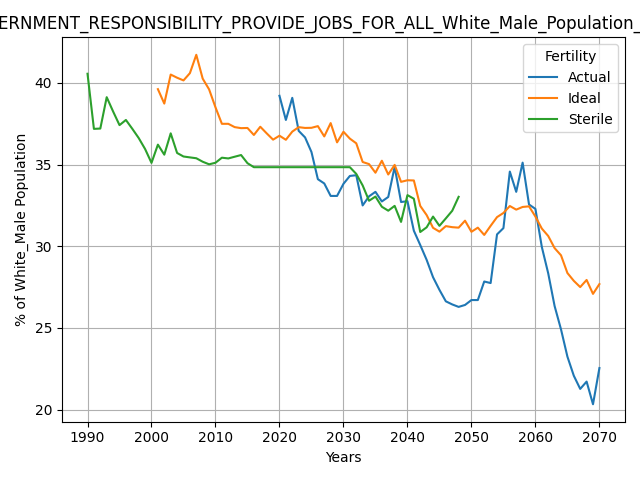 ERNMENT_RESPONSIBILITY_PROVIDE_JOBS_FOR_ALL_White_Male_Population_
Fertility
Actual
Ideal
Sterile
% of White_Male Population
40
35
30
25
20
1990 2000 2010 2020 2030 2040 2050 2060 2070
Years